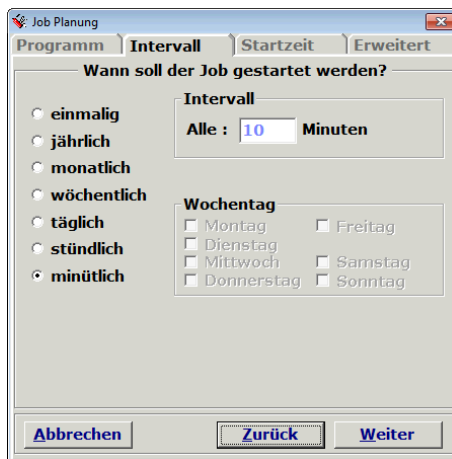 Job Planung
Programm Intervall Startzeit Erweitert
Wann soll der Job gestartet werden?
einmalig
jährlich
monatlich
wöchentlich
täglich
stündlich
minütlich
Intervall
Alle : 10 Minuten
Wochentag
Montag Freitag
Dienstag
Mittwoch Samstag
Donnerstag Sonntag
Abbrechen Zurück Weiter